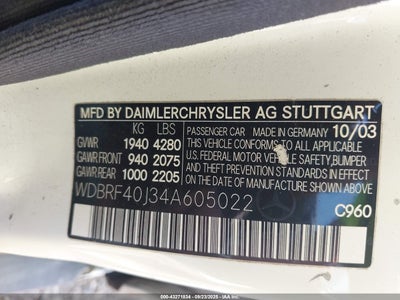 MFD BY DAIMLERCHRYSLER AG STUTTGART
KG LBS
PASSENGER CAR MADE IN GERMANY 10/03
GVWR 1940 4280
THIS VEHICLE CONFORMS TO ALL APPLICABLE
GAWR FRONT 940 2075
U.S. FEDERAL MOTOR VEHICLE SAFETY, BUMPER
GAWR REAR 1000 2205
AND THEFT PREVENTION STANDARDS IN EFFECT ON
THE DATE OF MANUFACTURE SHOWN ABOVE.
WDBRF40J34A605022
C960